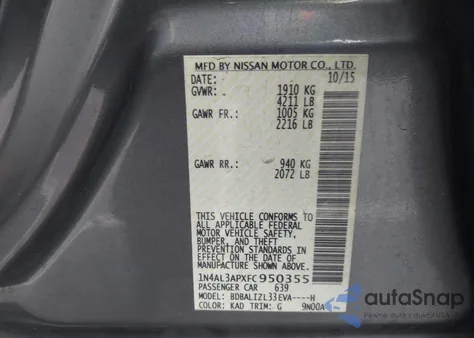 MFD BY NISSAN MOTOR CO., LTD.
DATE: 10/15
GVWR: 1910 KG
4211 LB
GAWR FR.: 1005 KG
2216 LB
GAWR RR.: 940 KG
2072 LB
THIS VEHICLE CONFORMS TO
ALL APPLICABLE FEDERAL
MOTOR VEHICLE SAFETY,
BUMPER, AND THEFT
PREVENTION STANDARDS IN
EFFECT ON THE DATE OF
MANUFACTURE SHOWN ABOVE.
1N4AL3APXFC950355
PASSENGER CAR 639
MODEL: BDBALIZL33EVA----H
COLOR: KAD TRIM: G 9N00A
autoSnap